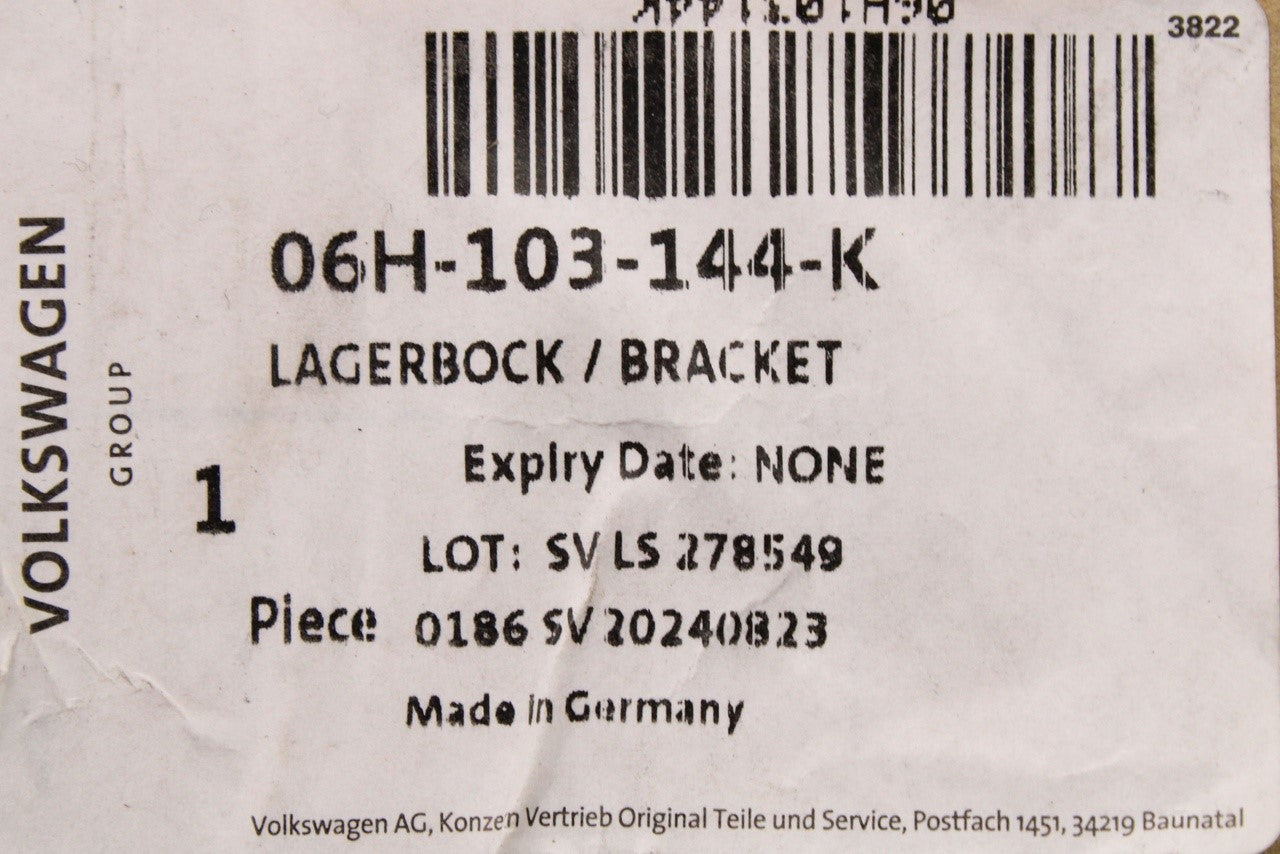 3822
06H-103-144-K
LAGERBOCK / BRACKET
Expiry Date: NONE
1
LOT: SV LS 278549
Piece 0186 SV 20240823
Made in Germany
VOLKSWAGEN
GROUP
Volkswagen AG, Konzen Vertrieb Original Teile und Service, Postfach 1451, 34219 Baunatal